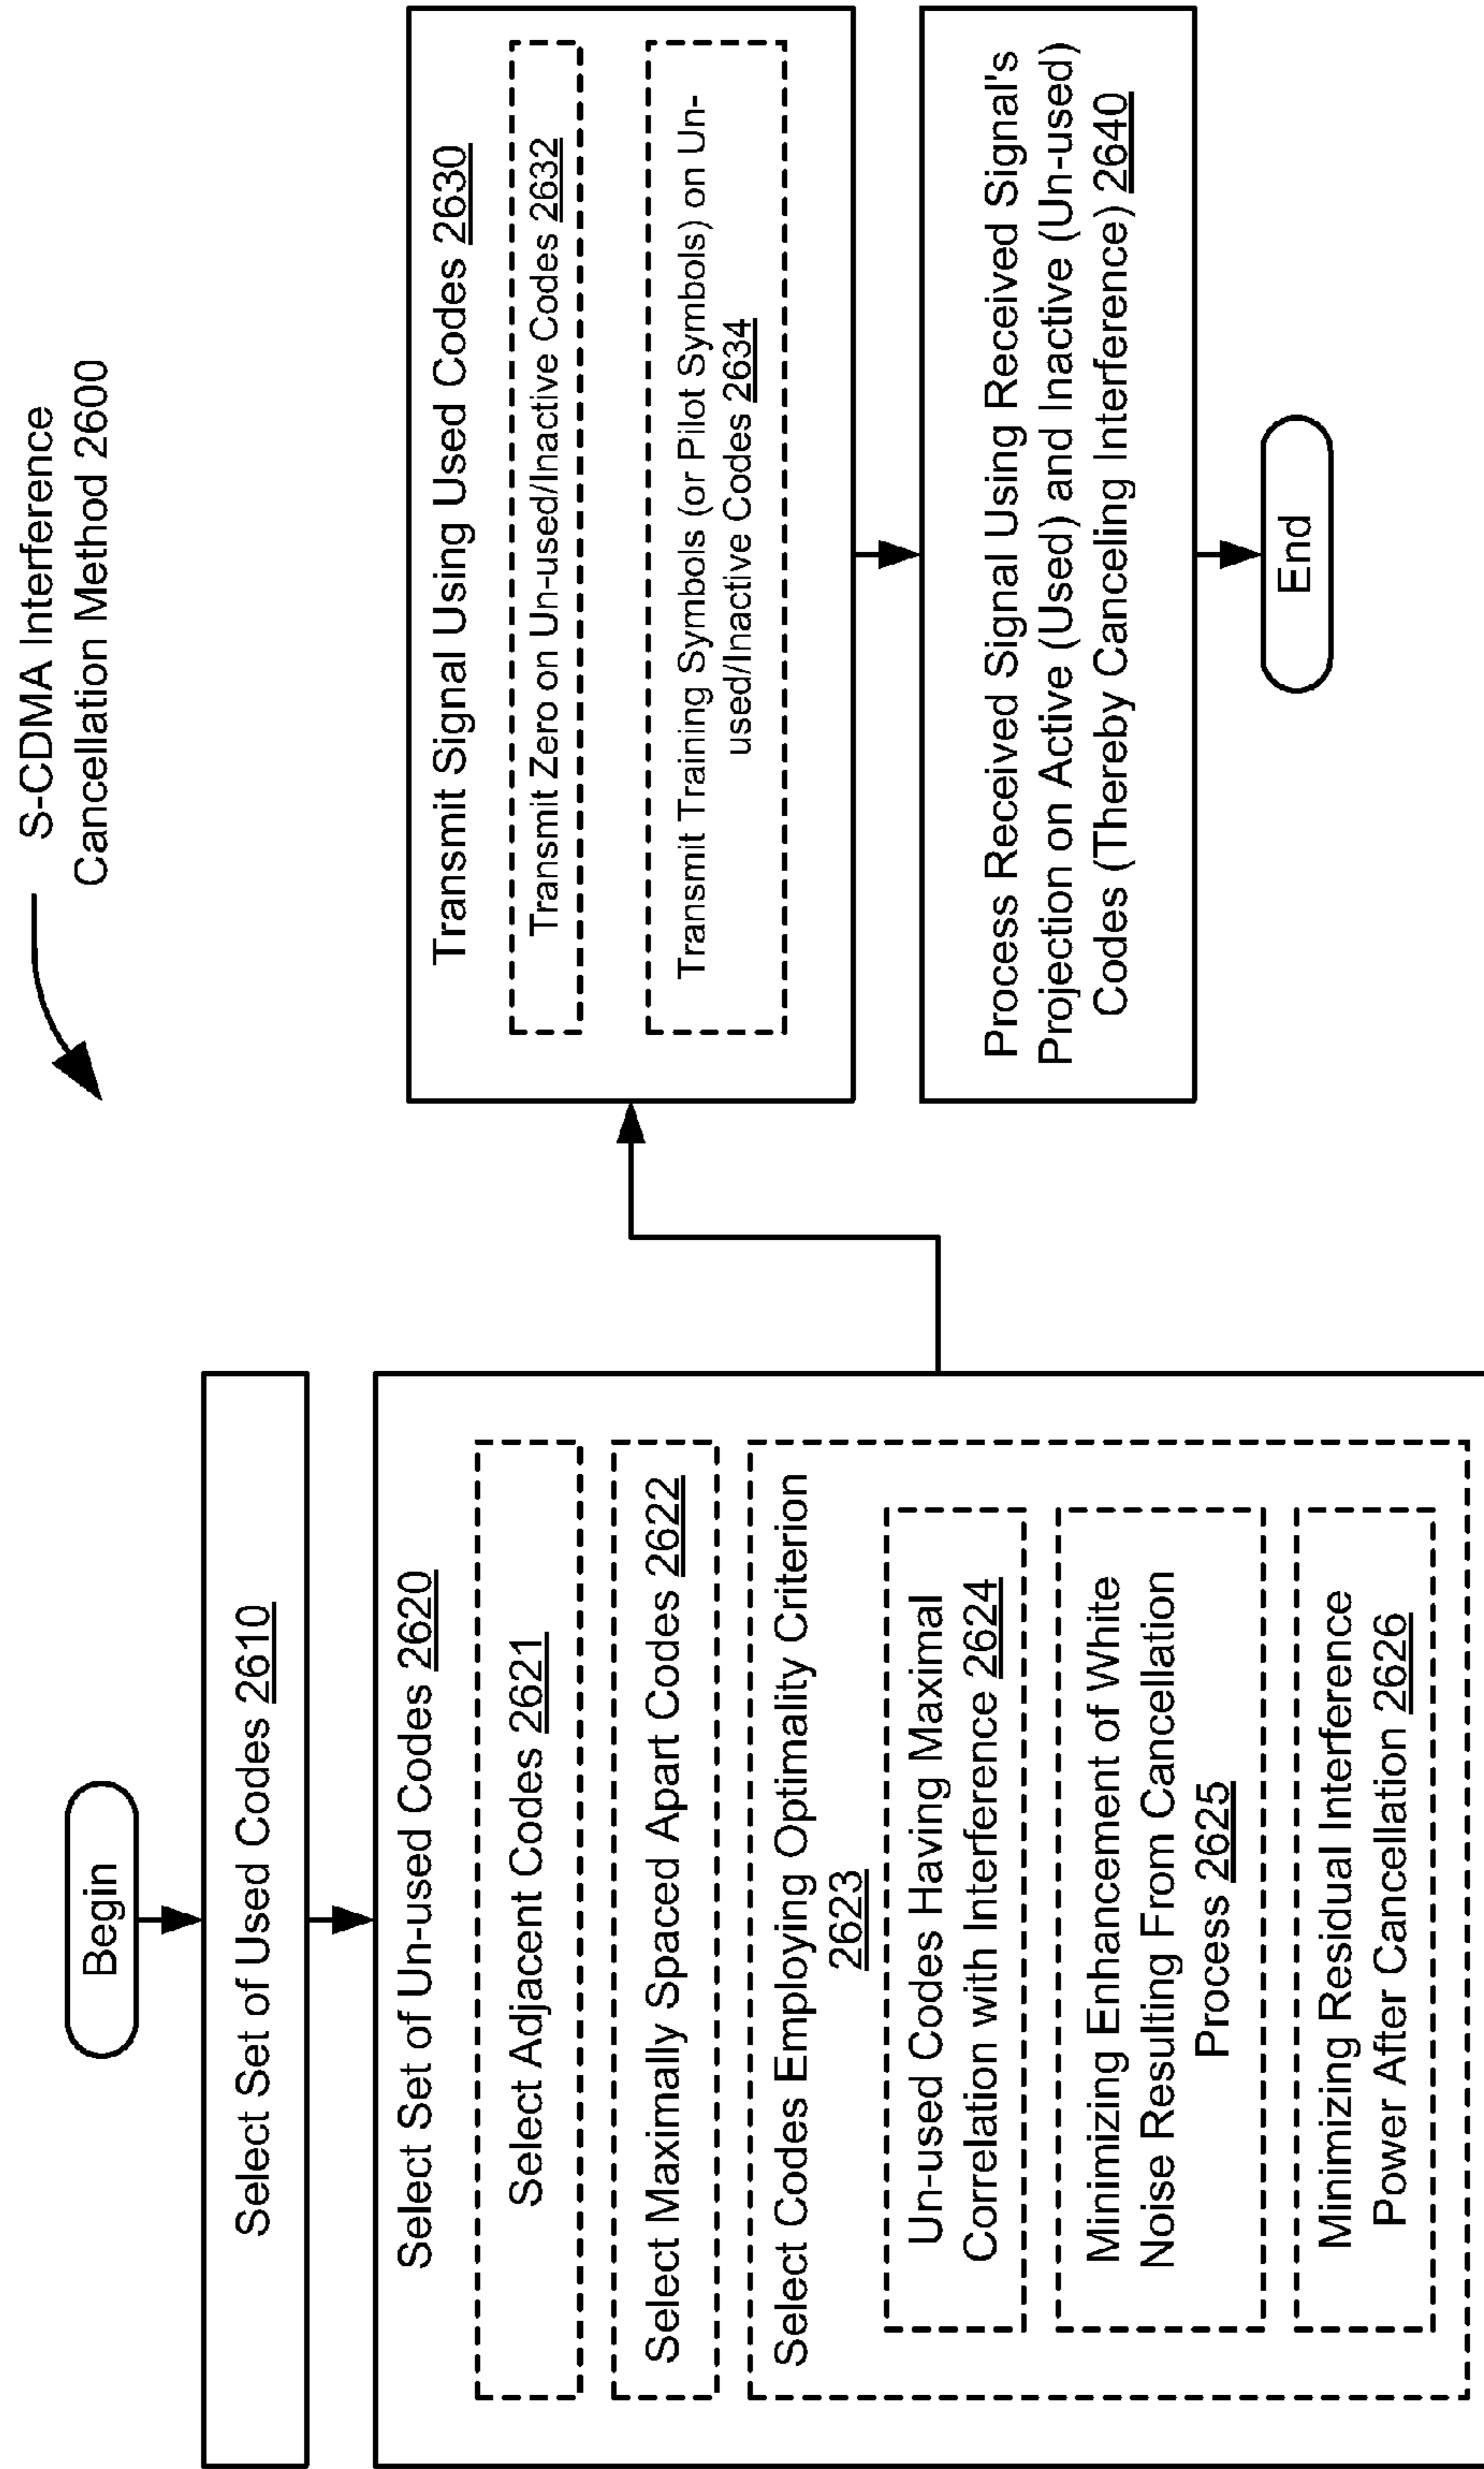 S-CDMA Interference
Cancellation Method 2600
Begin
Select Set of Used Codes 2610
Select Set of Un-used Codes 2620
Select Adjacent Codes 2621
Select Maximally Spaced Apart Codes 2622
Select Codes Employing Optimality Criterion
2623
Un-used Codes Having Maximal
Correlation with Interference 2624
Minimizing Enhancement of White
Noise Resulting From Cancellation
Process 2625
Minimizing Residual Interference
Power After Cancellation 2626
Transmit Signal Using Used Codes 2630
Transmit Zero on Un-used/Inactive Codes 2632
Transmit Training Symbols (or Pilot Symbols) on Un-
used/Inactive Codes 2634
Process Received Signal Using Received Signal's
Projection on Active (Used) and Inactive (Un-used)
Codes (Thereby Canceling Interference) 2640
End